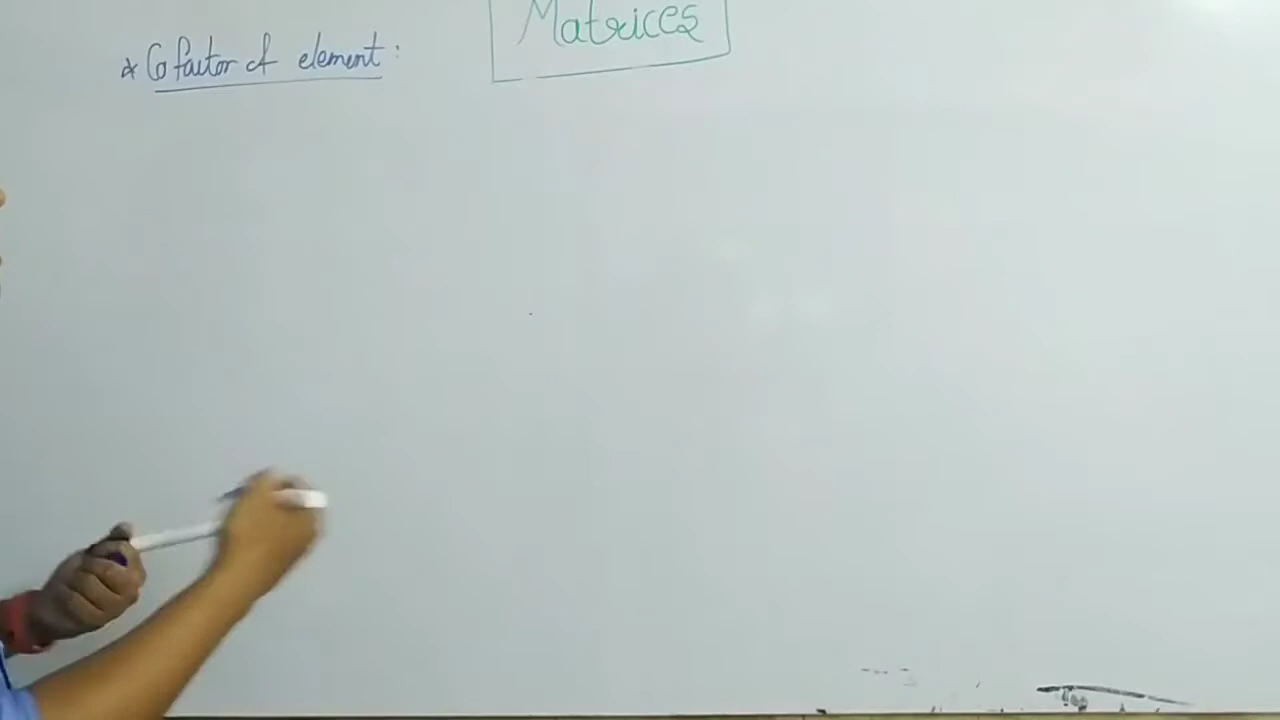 Matrices
* Cofactor of element :